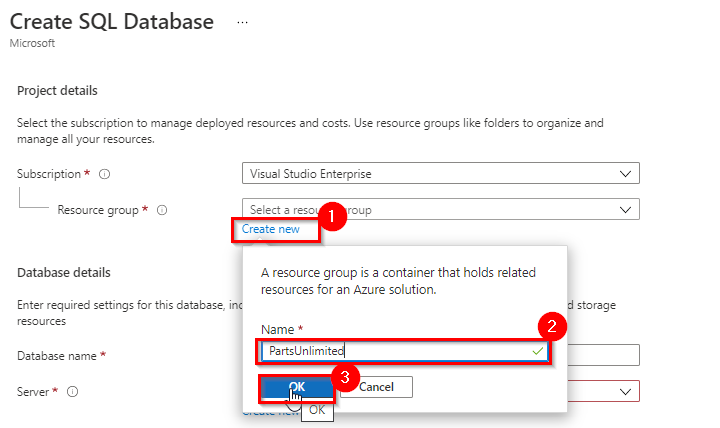 Create SQL Database ...
Microsoft
Project details
Select the subscription to manage deployed resources and costs. Use resource groups like folders to organize and
manage all your resources.
Subscription *
Visual Studio Enterprise
Resource group *
Select a resource group
1
Create new
A resource group is a container that holds related
resources for an Azure solution.
Database details
Enter required settings for this database, inc
d storage
resources
Name *
2
PartsUnlimited
Database name *
3
OK
Cancel
Server *
OK
Create new